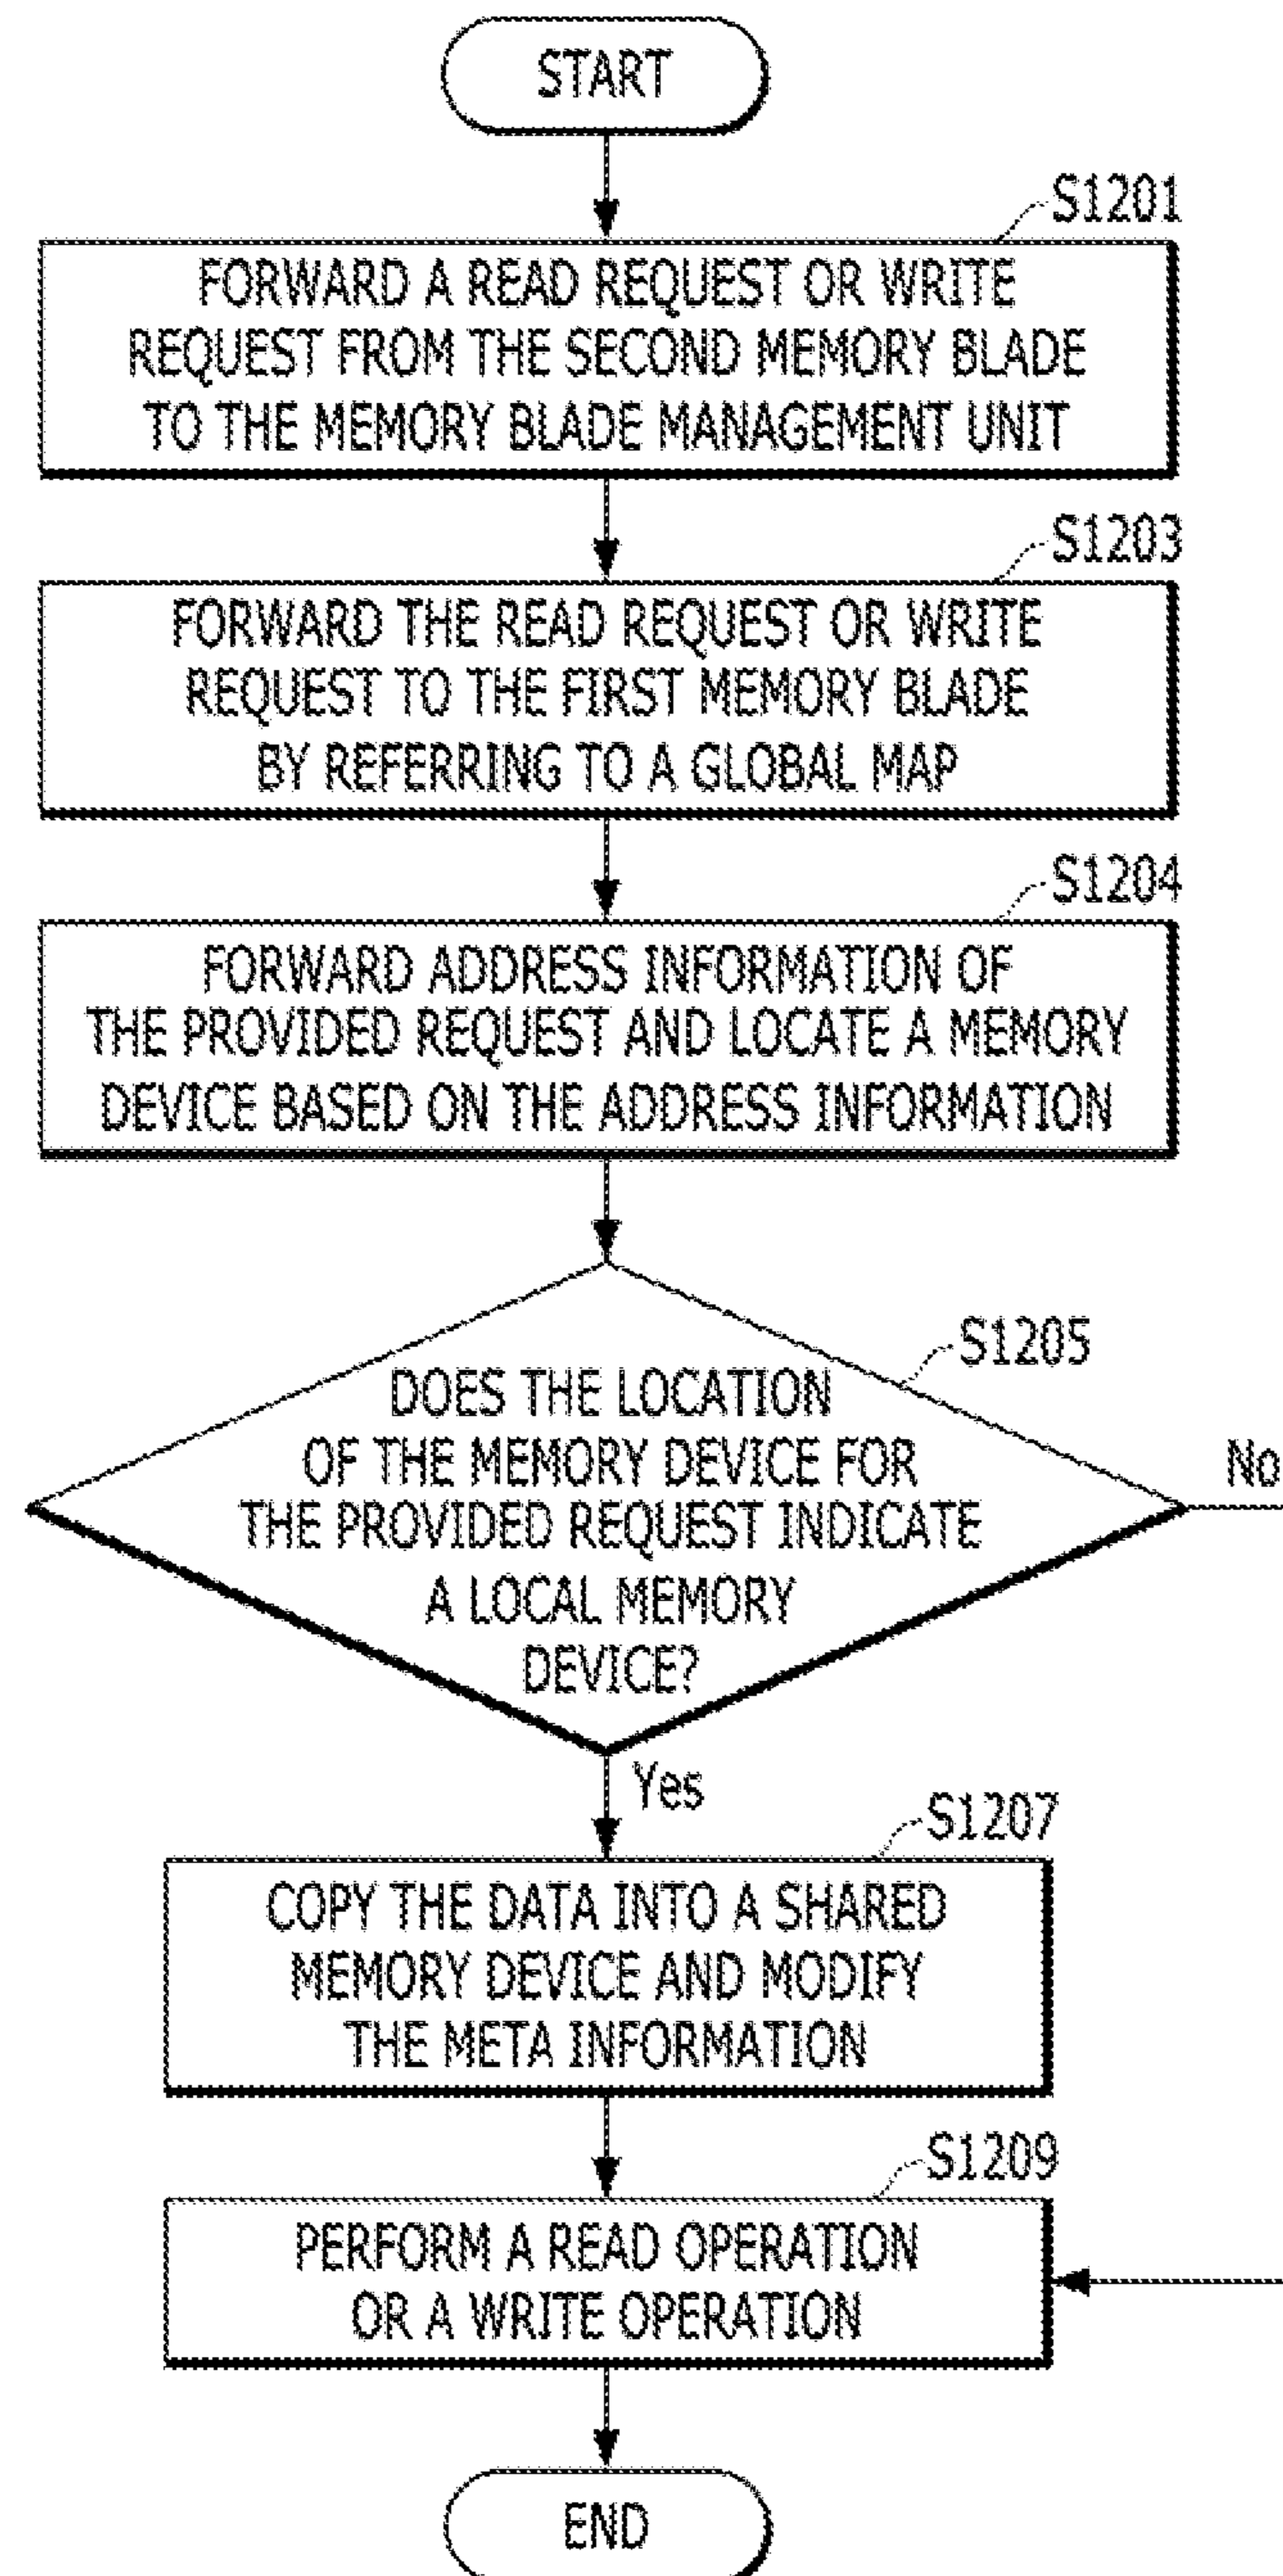 START
S1201
FORWARD A READ REQUEST OR WRITE
REQUEST FROM THE SECOND MEMORY BLADE
TO THE MEMORY BLADE MANAGEMENT UNIT
S1203
FORWARD THE READ REQUEST OR WRITE
REQUEST TO THE FIRST MEMORY BLADE
BY REFERRING TO A GLOBAL MAP
S1204
FORWARD ADDRESS INFORMATION OF
THE PROVIDED REQUEST AND LOCATE A MEMORY
DEVICE BASED ON THE ADDRESS INFORMATION
S1205
DOES THE LOCATION
OF THE MEMORY DEVICE FOR
THE PROVIDED REQUEST INDICATE
A LOCAL MEMORY
DEVICE?
No
Yes
S1207
COPY THE DATA INTO A SHARED
MEMORY DEVICE AND MODIFY
THE META INFORMATION
S1209
PERFORM A READ OPERATION
OR A WRITE OPERATION
END